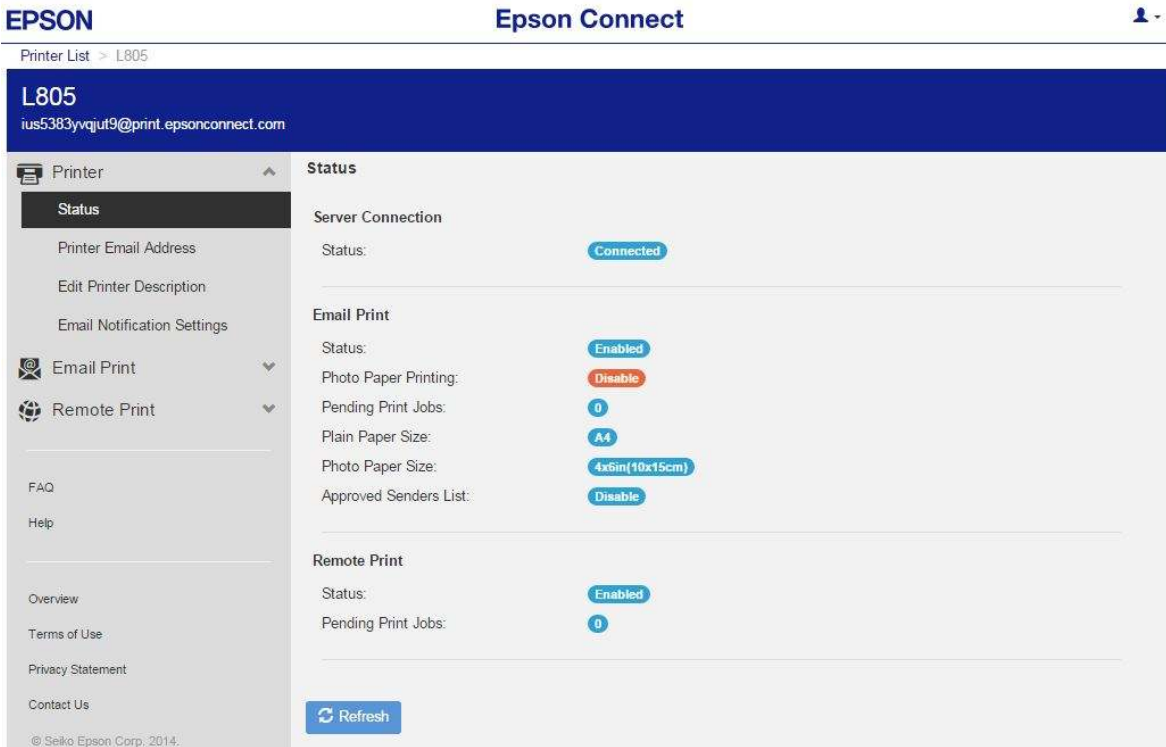 EPSON
Epson Connect
Printer List > L805
L805
ius5383yvqjut9@print.epsonconnect.com
Printer
Status
Printer Email Address
Edit Printer Description
Email Notification Settings
Email Print
Remote Print
FAQ
Help
Overview
Terms of Use
Privacy Statement
Contact Us
© Seiko Epson Corp. 2014.
Status
Server Connection
Status: Connected
Email Print
Status: Enabled
Photo Paper Printing: Disable
Pending Print Jobs: 0
Plain Paper Size: A4
Photo Paper Size: 4x6in(10x15cm)
Approved Senders List: Disable
Remote Print
Status: Enabled
Pending Print Jobs: 0
Refresh